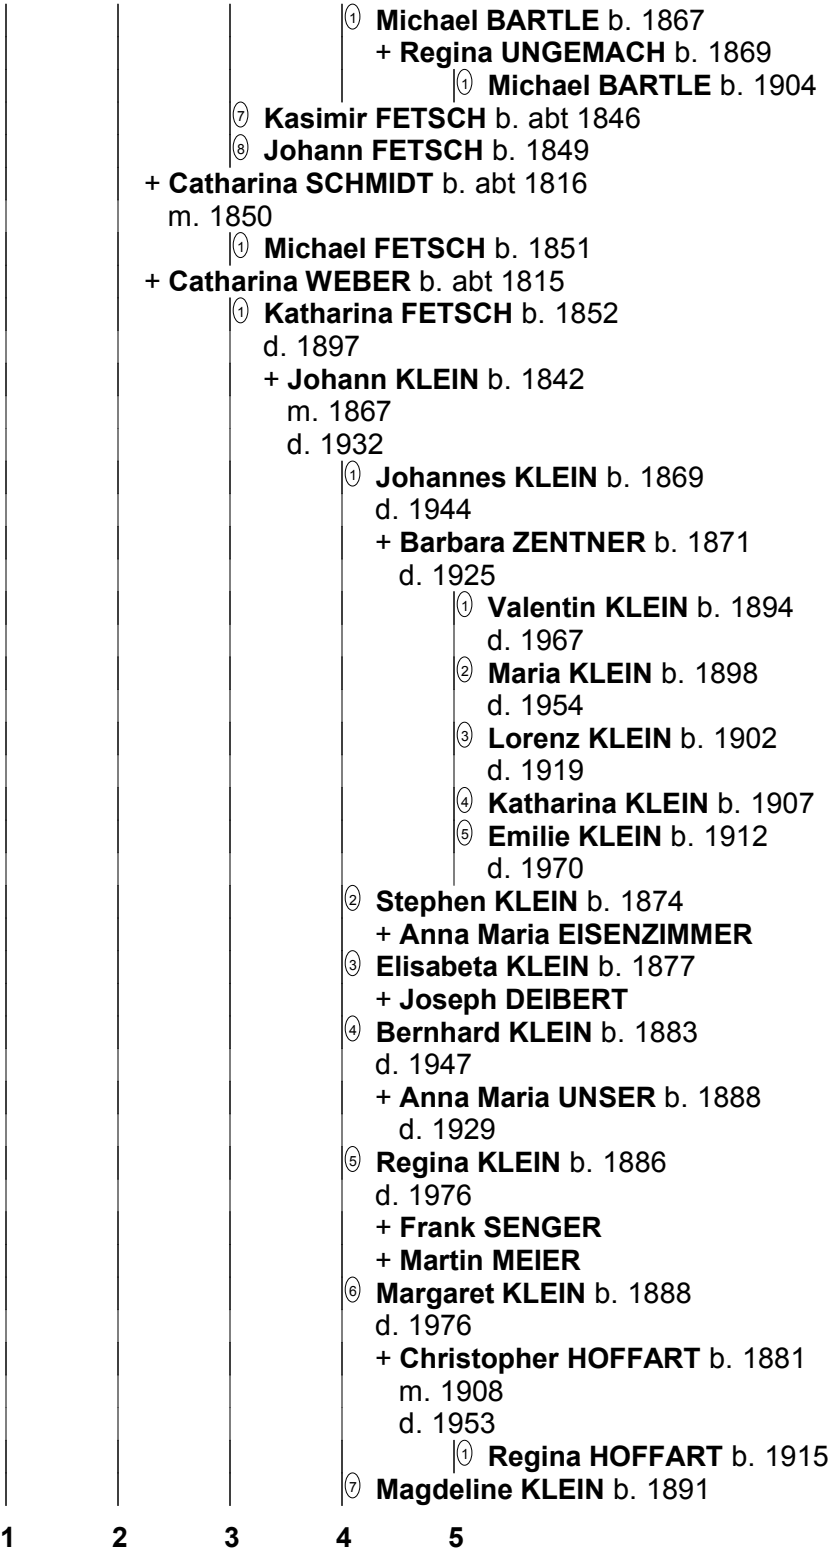 ① Michael BARTLE b. 1867
+ Regina UNGEMACH b. 1869
① Michael BARTLE b. 1904
⑦ Kasimir FETSCH b. abt 1846
⑧ Johann FETSCH b. 1849
+ Catharina SCHMIDT b. abt 1816
m. 1850
① Michael FETSCH b. 1851
+ Catharina WEBER b. abt 1815
① Katharina FETSCH b. 1852
d. 1897
+ Johann KLEIN b. 1842
m. 1867
d. 1932
① Johannes KLEIN b. 1869
d. 1944
+ Barbara ZENTNER b. 1871
d. 1925
① Valentin KLEIN b. 1894
d. 1967
② Maria KLEIN b. 1898
d. 1954
③ Lorenz KLEIN b. 1902
d. 1919
④ Katharina KLEIN b. 1907
⑤ Emilie KLEIN b. 1912
d. 1970
② Stephen KLEIN b. 1874
+ Anna Maria EISENZIMMER
③ Elisabeta KLEIN b. 1877
+ Joseph DEIBERT
④ Bernhard KLEIN b. 1883
d. 1947
+ Anna Maria UNSER b. 1888
d. 1929
⑤ Regina KLEIN b. 1886
d. 1976
+ Frank SENGER
+ Martin MEIER
⑥ Margaret KLEIN b. 1888
d. 1976
+ Christopher HOFFART b. 1881
m. 1908
d. 1953
① Regina HOFFART b. 1915
⑦ Magdeline KLEIN b. 1891
1 2 3 4 5